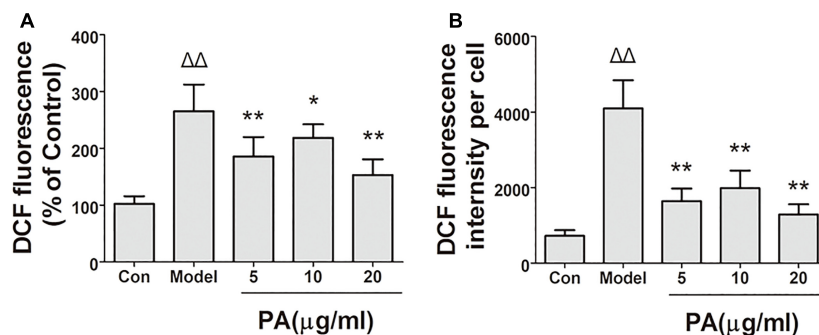 A
DCF fluorescence
(% of Control)
400
300
200
100
0
ΔΔ
**
*
**
Con Model 5 10 20
PA(μg/ml)
B
DCF fluorescence
internsity per cell
6000
4000
2000
0
ΔΔ
**
**
**
Con Model 5 10 20
PA(μg/ml)